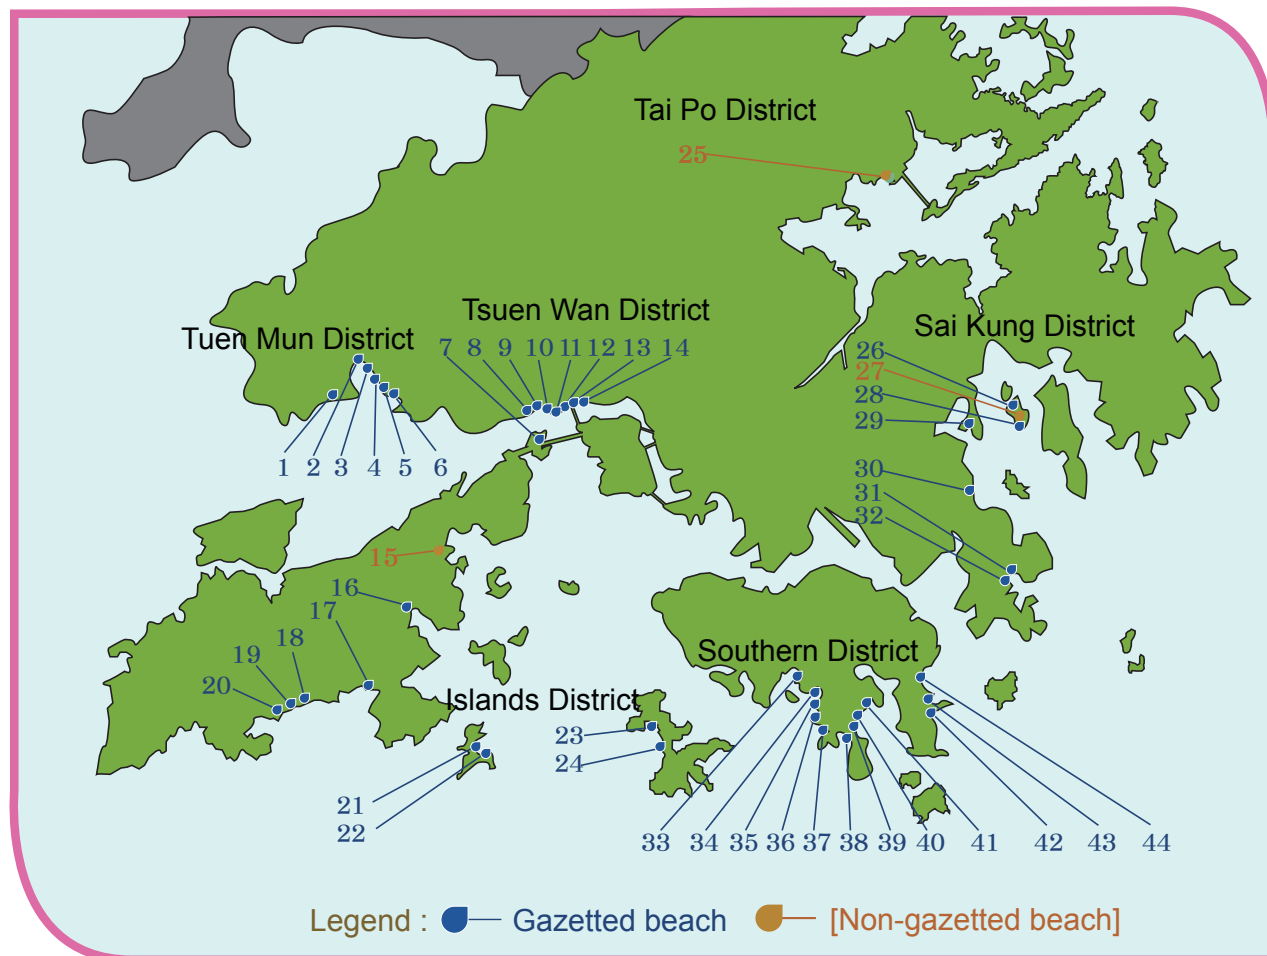 Tai Po District
25
Tsuen Wan District
Sai Kung District
Tuen Mun District
7 8 9 10 11 12 13 14
26
27
28
29
1 2 3 4 5 6
30
31
32
15
16
17
18
19
20
Southern District
Islands District
23
24
21
22
33 34 35 36 37 38 39 40 41 42 43 44
Legend : Gazetted beach [Non-gazetted beach]